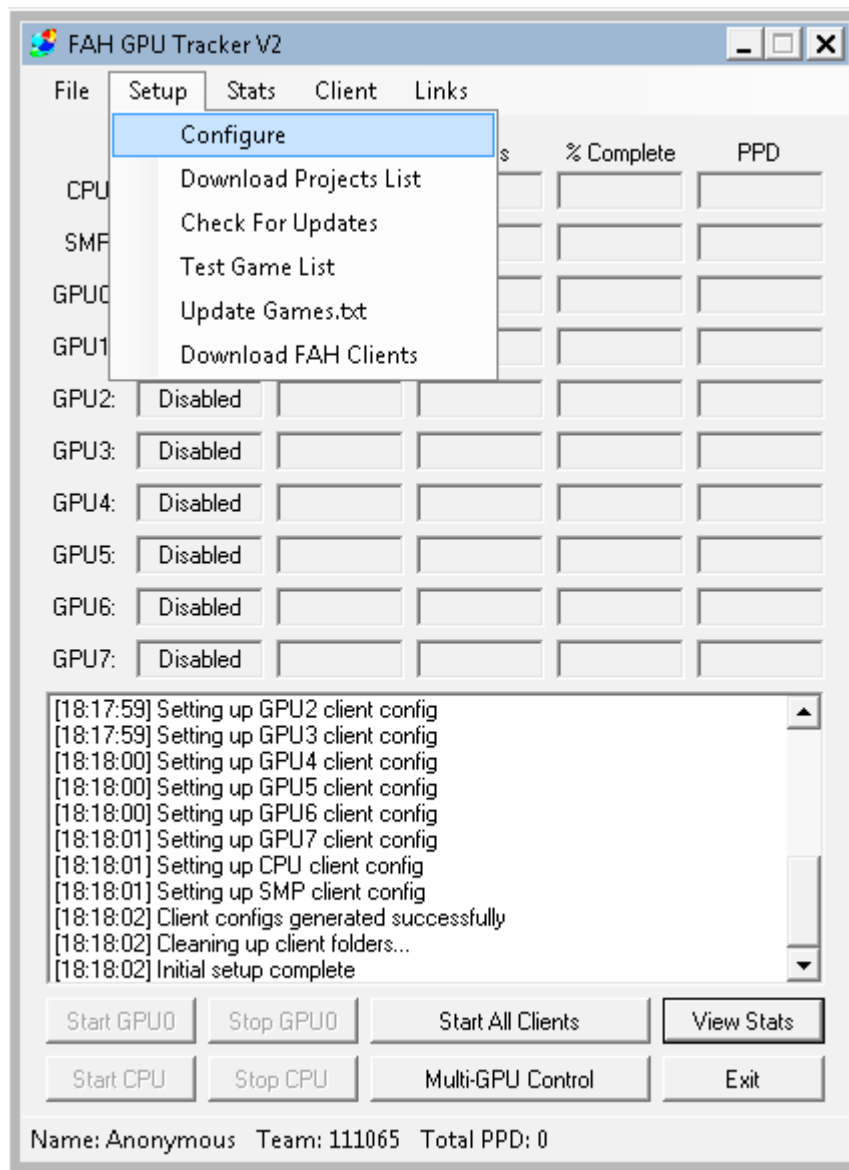 FAH GPU Tracker V2
File Setup Stats Client Links
Configure
Download Projects List
Check For Updates
Test Game List
Update Games.txt
Download FAH Clients
% Complete PPD
CPU
GPU1
GPU2: Disabled
GPU3: Disabled
GPU4: Disabled
GPU5: Disabled
GPU6: Disabled
GPU7: Disabled
[18:17:59] Setting up GPU2 client config
[18:17:59] Setting up GPU3 client config
[18:18:00] Setting up GPU4 client config
[18:18:00] Setting up GPU5 client config
[18:18:00] Setting up GPU6 client config
[18:18:01] Setting up GPU7 client config
[18:18:01] Setting up CPU client config
[18:18:01] Setting up SMP client config
[18:18:02] Client configs generated successfully
[18:18:02] Cleaning up client folders...
[18:18:02] Initial setup complete
Start GPU0 Stop GPU0 Start All Clients View Stats
Start CPU Stop CPU Multi-GPU Control Exit
Name: Anonymous Team: 111065 Total PPD: 0